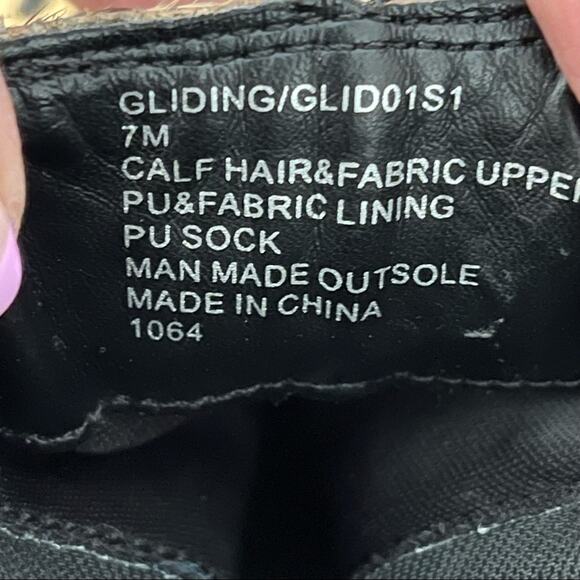 GLIDING/GLID01S1
7M
CALF HAIR&FABRIC UPPER
PU&FABRIC LINING
PU SOCK
MAN MADE OUTSOLE
MADE IN CHINA
1064